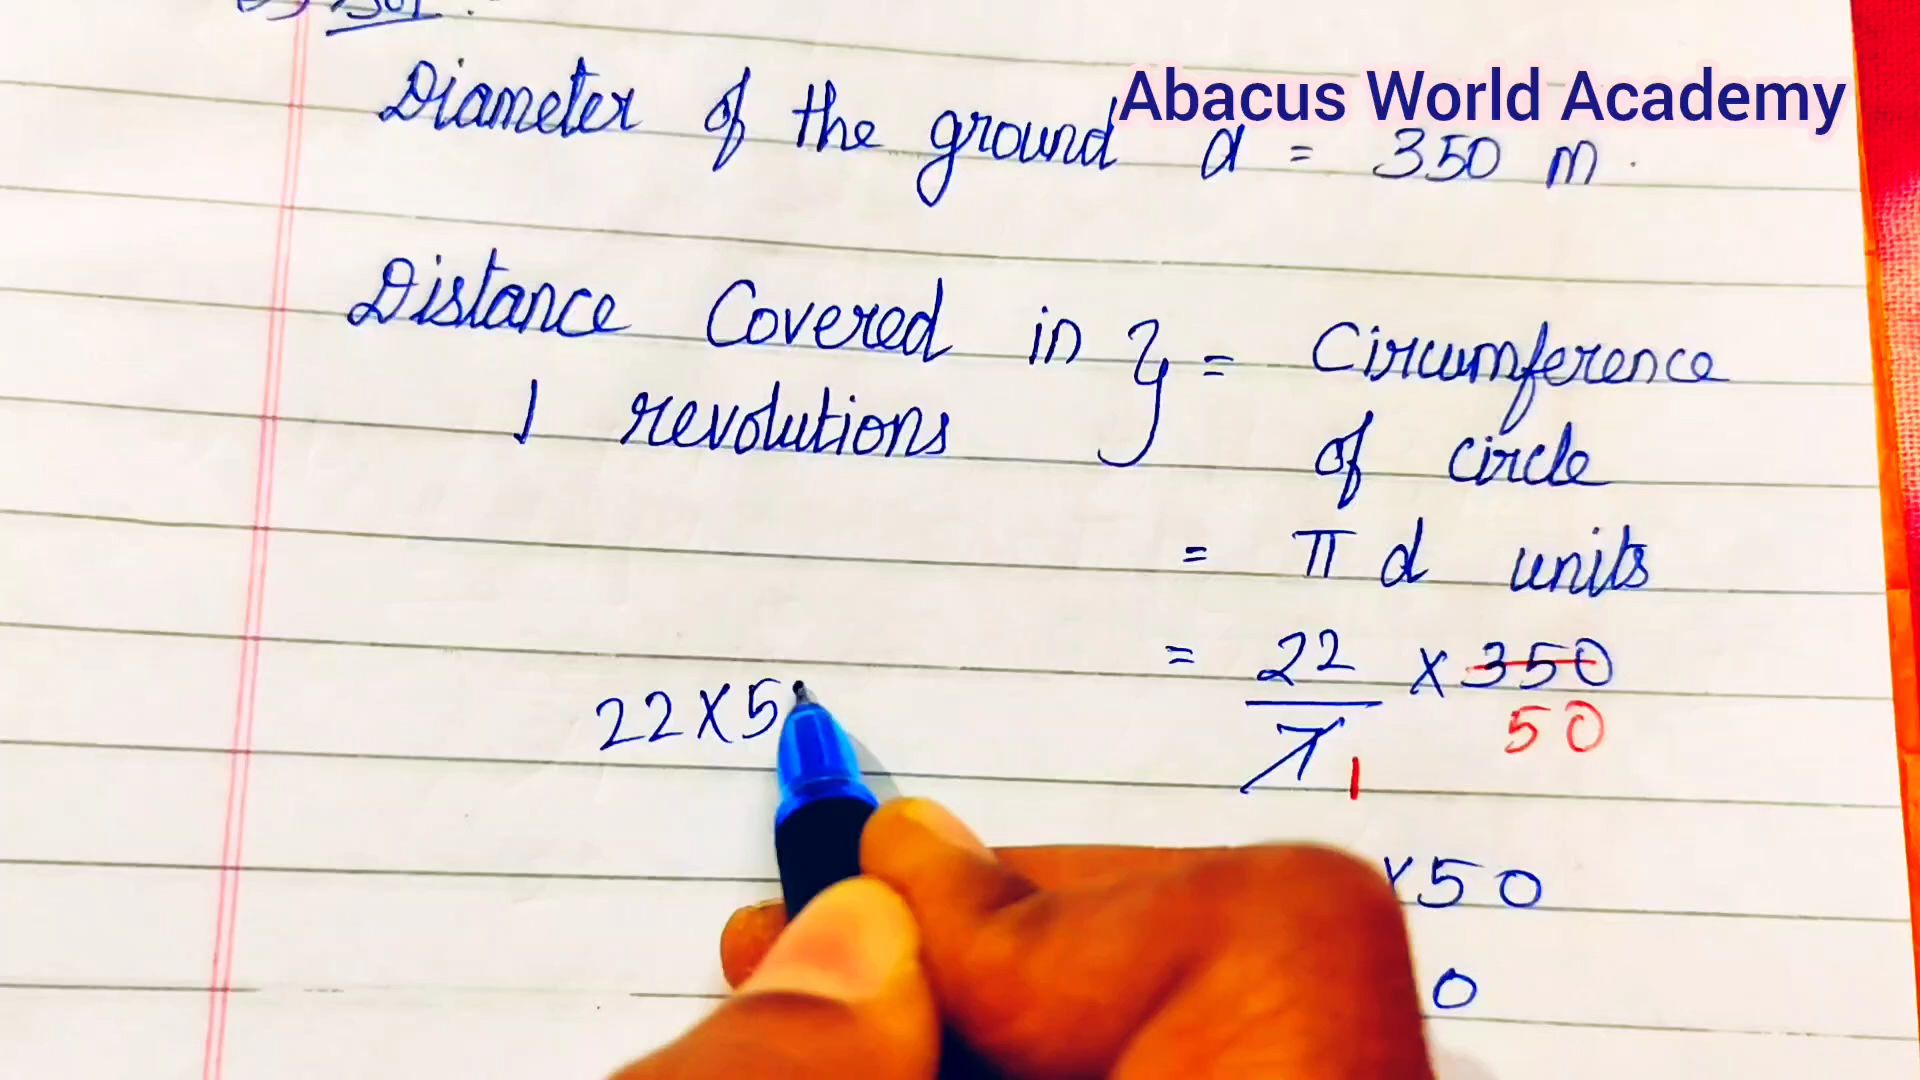 Abacus World Academy
Diameter of the ground d = 350 m.
Distance Covered in } = Circumference
1 revolutions of circle
= π d units
= 22/7 × 350
1 50
22×5
×50
0